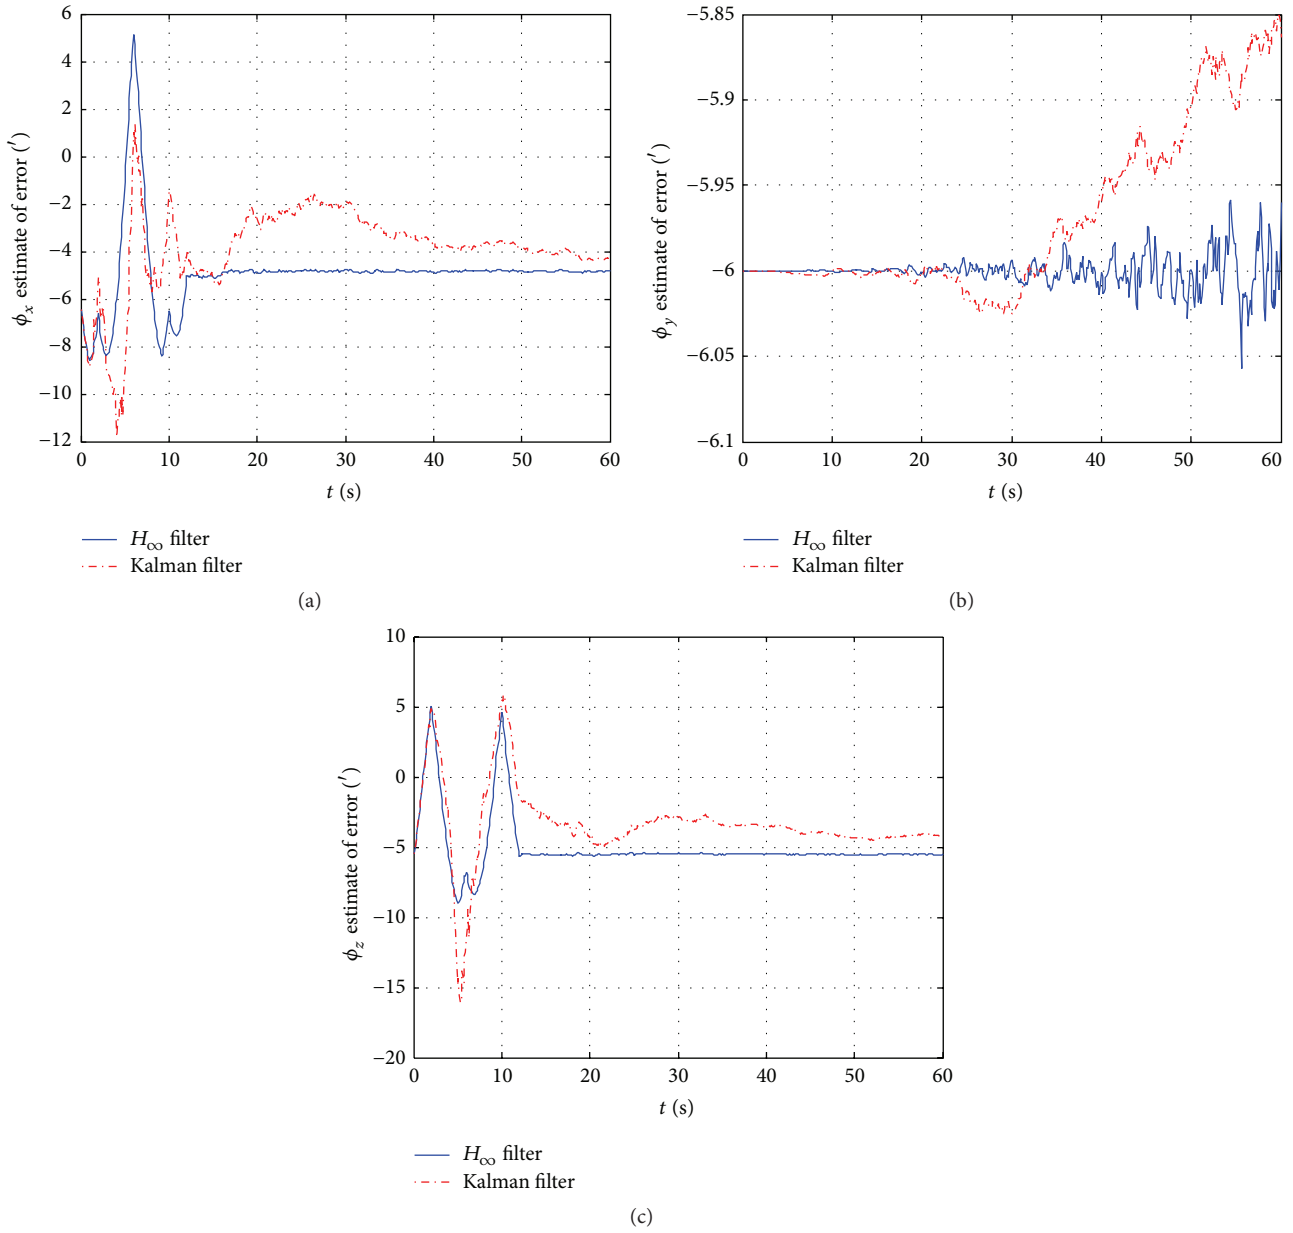 6
4
2
0
−2
−4
−6
−8
−10
−12
ϕx estimate of error (′)
0 10 20 30 40 50 60
t (s)
H∞ filter
Kalman filter
(a)
−5.85
−5.9
−5.95
−6
−6.05
−6.1
ϕy estimate of error (′)
0 10 20 30 40 50 60
t (s)
H∞ filter
Kalman filter
(b)
10
5
0
−5
−10
−15
−20
ϕz estimate of error (′)
0 10 20 30 40 50 60
t (s)
H∞ filter
Kalman filter
(c)